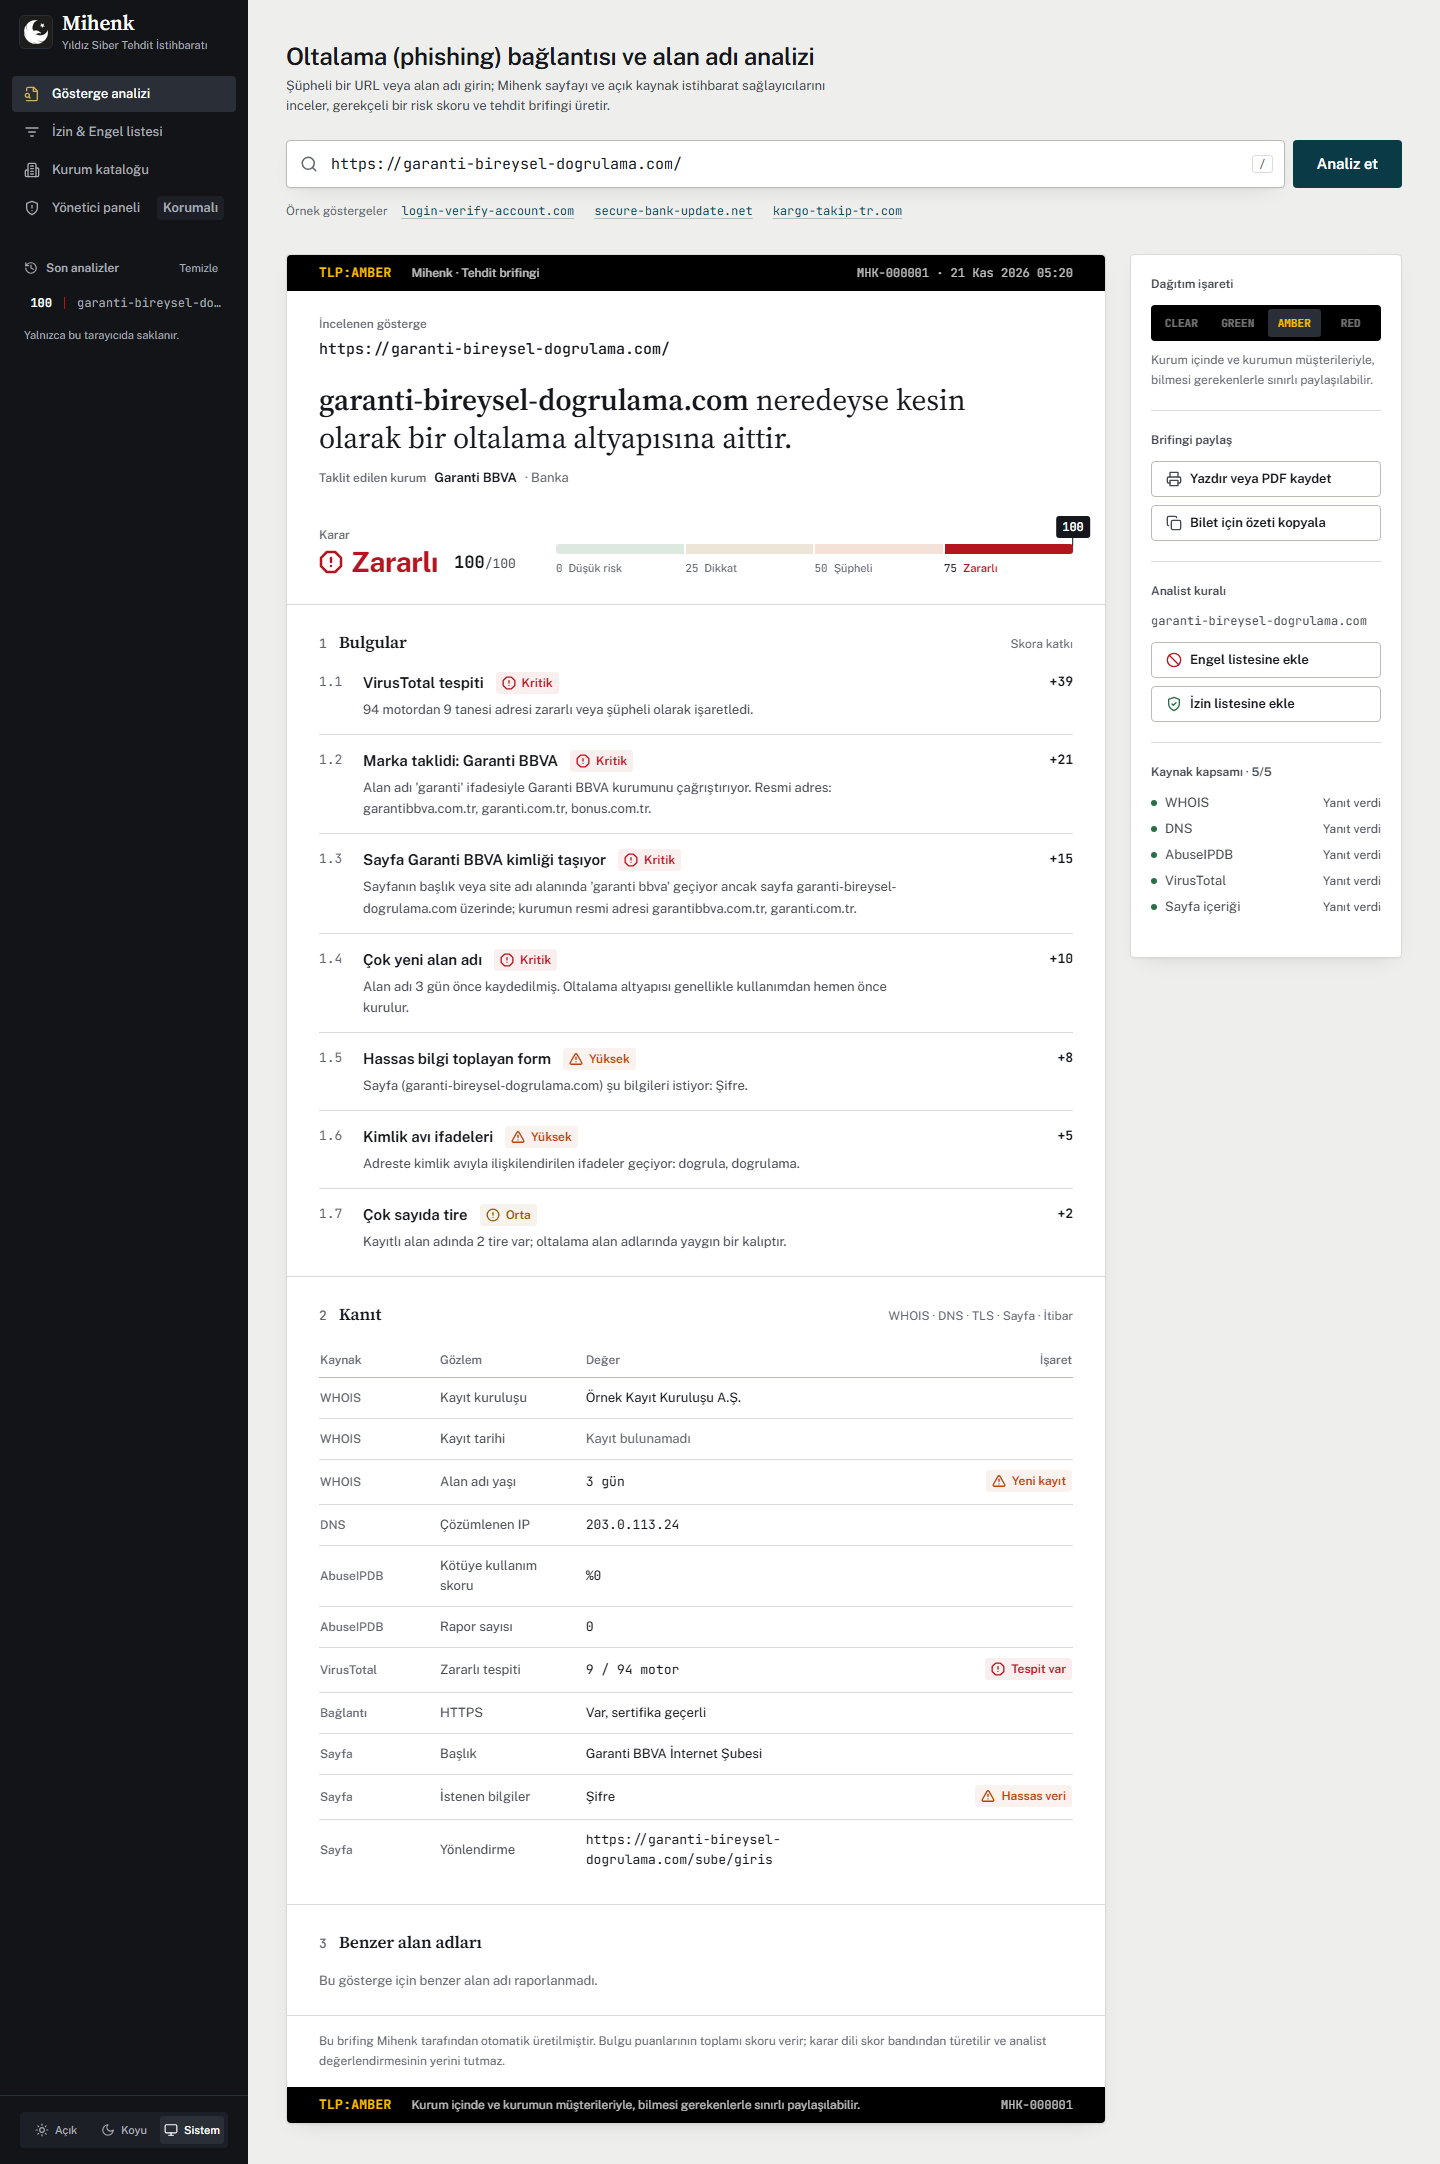 Mihenk
Yıldız Siber Tehdit İstihbaratı
Gösterge analizi
İzin & Engel listesi
Kurum kataloğu
Yönetici paneli Korumalı
Son analizler Temizle
100 garanti-bireysel-do…
Yalnızca bu tarayıcıda saklanır.
Açık Koyu Sistem
Oltalama (phishing) bağlantısı ve alan adı analizi
Şüpheli bir URL veya alan adı girin; Mihenk sayfayı ve açık kaynak istihbarat sağlayıcılarını
inceler, gerekçeli bir risk skoru ve tehdit brifingi üretir.
https://garanti-bireysel-dogrulama.com/ /
Analiz et
Örnek göstergeler login-verify-account.com secure-bank-update.net kargo-takip-tr.com
TLP:AMBER Mihenk · Tehdit brifingi MHK-000001 · 21 Kas 2026 05:20
İncelenen gösterge
https://garanti-bireysel-dogrulama.com/
garanti-bireysel-dogrulama.com neredeyse kesin
olarak bir oltalama altyapısına aittir.
Taklit edilen kurum Garanti BBVA · Banka
Karar
Zararlı 100/100
100
0 Düşük risk 25 Dikkat 50 Şüpheli 75 Zararlı
1 Bulgular Skora katkı
1.1 VirusTotal tespiti Kritik +39
94 motordan 9 tanesi adresi zararlı veya şüpheli olarak işaretledi.
1.2 Marka taklidi: Garanti BBVA Kritik +21
Alan adı 'garanti' ifadesiyle Garanti BBVA kurumunu çağrıştırıyor. Resmi adres:
garantibbva.com.tr, garanti.com.tr, bonus.com.tr.
1.3 Sayfa Garanti BBVA kimliği taşıyor Kritik +15
Sayfanın başlık veya site adı alanında 'garanti bbva' geçiyor ancak sayfa garanti-bireysel-
dogrulama.com üzerinde; kurumun resmi adresi garantibbva.com.tr, garanti.com.tr.
1.4 Çok yeni alan adı Kritik +10
Alan adı 3 gün önce kaydedilmiş. Oltalama altyapısı genellikle kullanımdan hemen önce
kurulur.
1.5 Hassas bilgi toplayan form Yüksek +8
Sayfa (garanti-bireysel-dogrulama.com) şu bilgileri istiyor: Şifre.
1.6 Kimlik avı ifadeleri Yüksek +5
Adreste kimlik avıyla ilişkilendirilen ifadeler geçiyor: dogrula, dogrulama.
1.7 Çok sayıda tire Orta +2
Kayıtlı alan adında 2 tire var; oltalama alan adlarında yaygın bir kalıptır.
2 Kanıt WHOIS · DNS · TLS · Sayfa · İtibar
Kaynak Gözlem Değer İşaret
WHOIS Kayıt kuruluşu Örnek Kayıt Kuruluşu A.Ş.
WHOIS Kayıt tarihi Kayıt bulunamadı
WHOIS Alan adı yaşı 3 gün Yeni kayıt
DNS Çözümlenen IP 203.0.113.24
AbuseIPDB Kötüye kullanım skoru %0
AbuseIPDB Rapor sayısı 0
VirusTotal Zararlı tespiti 9 / 94 motor Tespit var
Bağlantı HTTPS Var, sertifika geçerli
Sayfa Başlık Garanti BBVA İnternet Şubesi
Sayfa İstenen bilgiler Şifre Hassas veri
Sayfa Yönlendirme https://garanti-bireysel-
dogrulama.com/sube/giris
3 Benzer alan adları
Bu gösterge için benzer alan adı raporlanmadı.
Bu brifing Mihenk tarafından otomatik üretilmiştir. Bulgu puanlarının toplamı skoru verir; karar dili skor bandından türetilir ve analist
değerlendirmesinin yerini tutmaz.
TLP:AMBER Kurum içinde ve kurumun müşterileriyle, bilmesi gerekenlerle sınırlı paylaşılabilir. MHK-000001
Dağıtım işareti
CLEAR GREEN AMBER RED
Kurum içinde ve kurumun müşterileriyle,
bilmesi gerekenlerle sınırlı paylaşılabilir.
Brifingi paylaş
Yazdır veya PDF kaydet
Bilet için özeti kopyala
Analist kuralı
garanti-bireysel-dogrulama.com
Engel listesine ekle
İzin listesine ekle
Kaynak kapsamı · 5/5
WHOIS Yanıt verdi
DNS Yanıt verdi
AbuseIPDB Yanıt verdi
VirusTotal Yanıt verdi
Sayfa içeriği Yanıt verdi